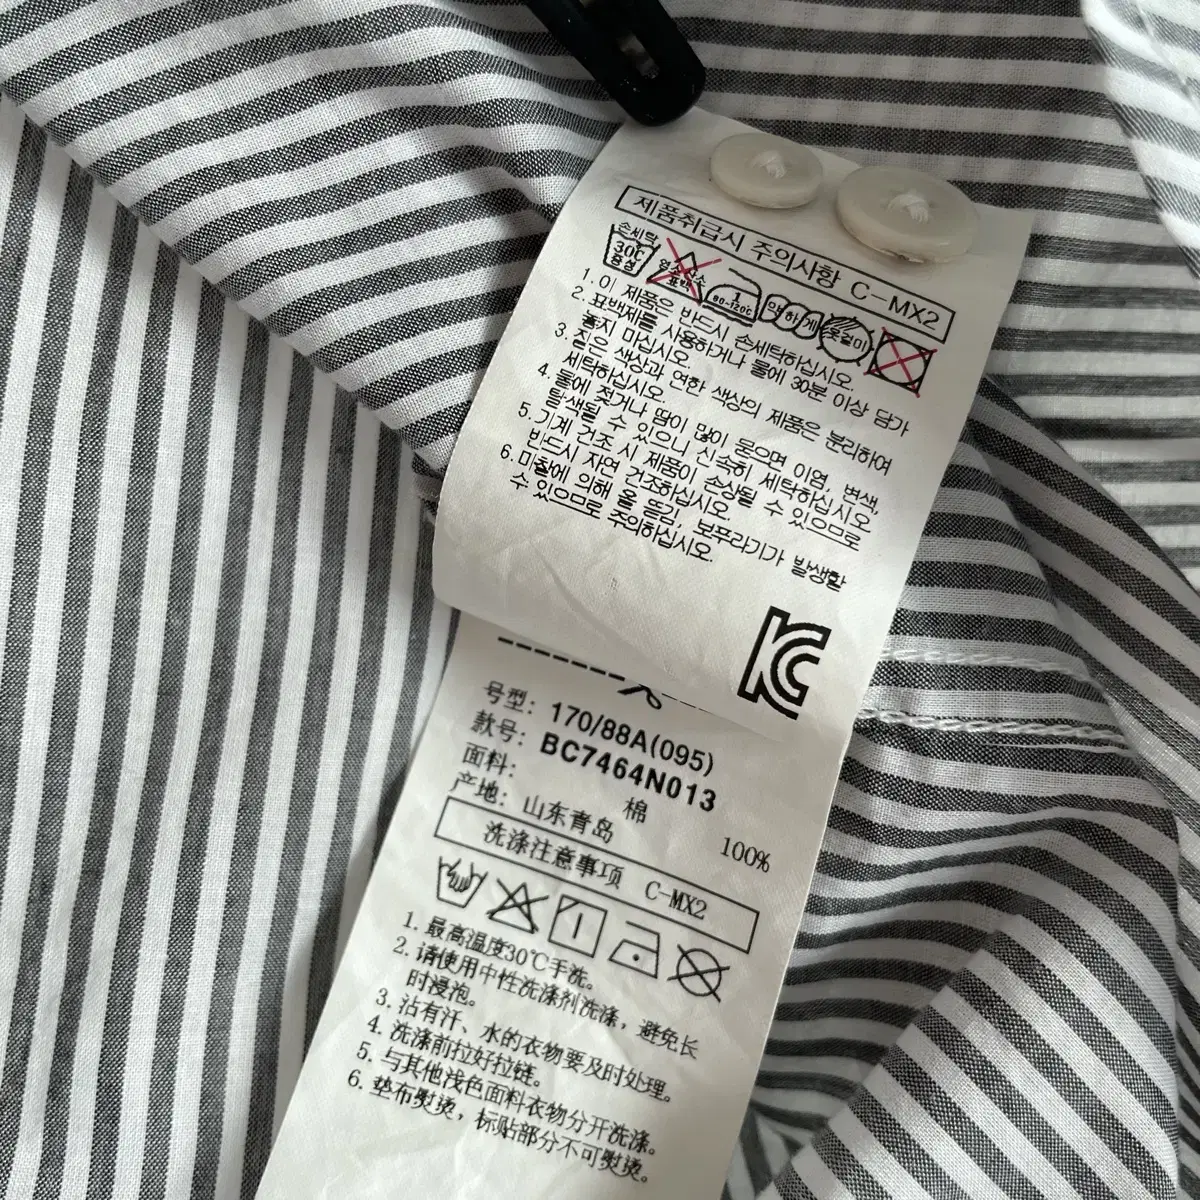 제품취급시 주의사항 C-MX2
손세탁
30℃
중성
염소산소
표백
1
80~120℃
약하게
옷걸이
1. 이 제품은 반드시 손세탁하십시오.
2. 표백제를 사용하거나 물에 30분 이상 담가
놓지 마십시오.
3. 짙은 색상과 연한 색상의 제품은 분리하여
세탁하십시오.
4. 물에 젖거나 땀이 많이 묻으면 이염, 변색,
탈색될 수 있으니 신속히 세탁하십시오
5. 기계 건조 시 제품이 손상될 수 있으므로
반드시 자연 건조하십시오.
6. 미찰에 의해 올 뜯김, 보푸라기가 발생할
수 있으므로 주의하십시오.
KC
号型: 170/88A(095)
款号: BC7464N013
面料:
棉 100%
产地: 山东青岛
洗涤注意事项 C-MX2
1. 最高温度30℃手洗。
2. 请使用中性洗涤剂洗涤，避免长
时浸泡。
3. 沾有汗、水的衣物要及时处理。
4. 洗涤前拉好拉链。
5. 与其他浅色面料衣物分开洗涤。
6. 垫布熨烫，标贴部分不可熨烫。